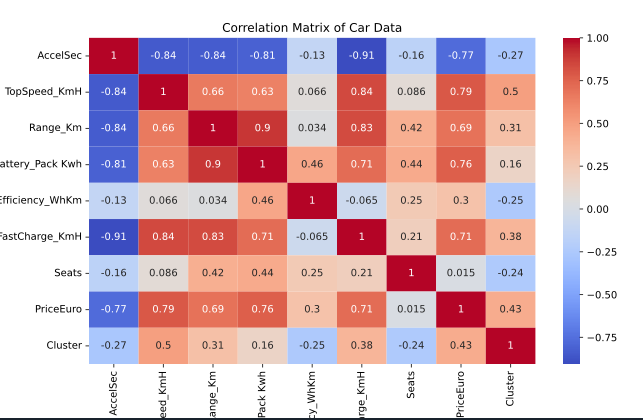 Correlation Matrix of Car Data
AccelSec 1 -0.84 -0.84 -0.81 -0.13 -0.91 -0.16 -0.77 -0.27
TopSpeed_KmH -0.84 1 0.66 0.63 0.066 0.84 0.086 0.79 0.5
Range_Km -0.84 0.66 1 0.9 0.034 0.83 0.42 0.69 0.31
attery_Pack Kwh -0.81 0.63 0.9 1 0.46 0.71 0.44 0.76 0.16
Efficiency_WhKm -0.13 0.066 0.034 0.46 1 -0.065 0.25 0.3 -0.25
FastCharge_KmH -0.91 0.84 0.83 0.71 -0.065 1 0.21 0.71 0.38
Seats -0.16 0.086 0.42 0.44 0.25 0.21 1 0.015 -0.24
PriceEuro -0.77 0.79 0.69 0.76 0.3 0.71 0.015 1 0.43
Cluster -0.27 0.5 0.31 0.16 -0.25 0.38 -0.24 0.43 1
AccelSec
eed_KmH
ange_Km
Pack Kwh
cy_WhKm
rge_KmH
Seats
PriceEuro
Cluster
1.00
0.75
0.50
0.25
0.00
−0.25
−0.50
−0.75